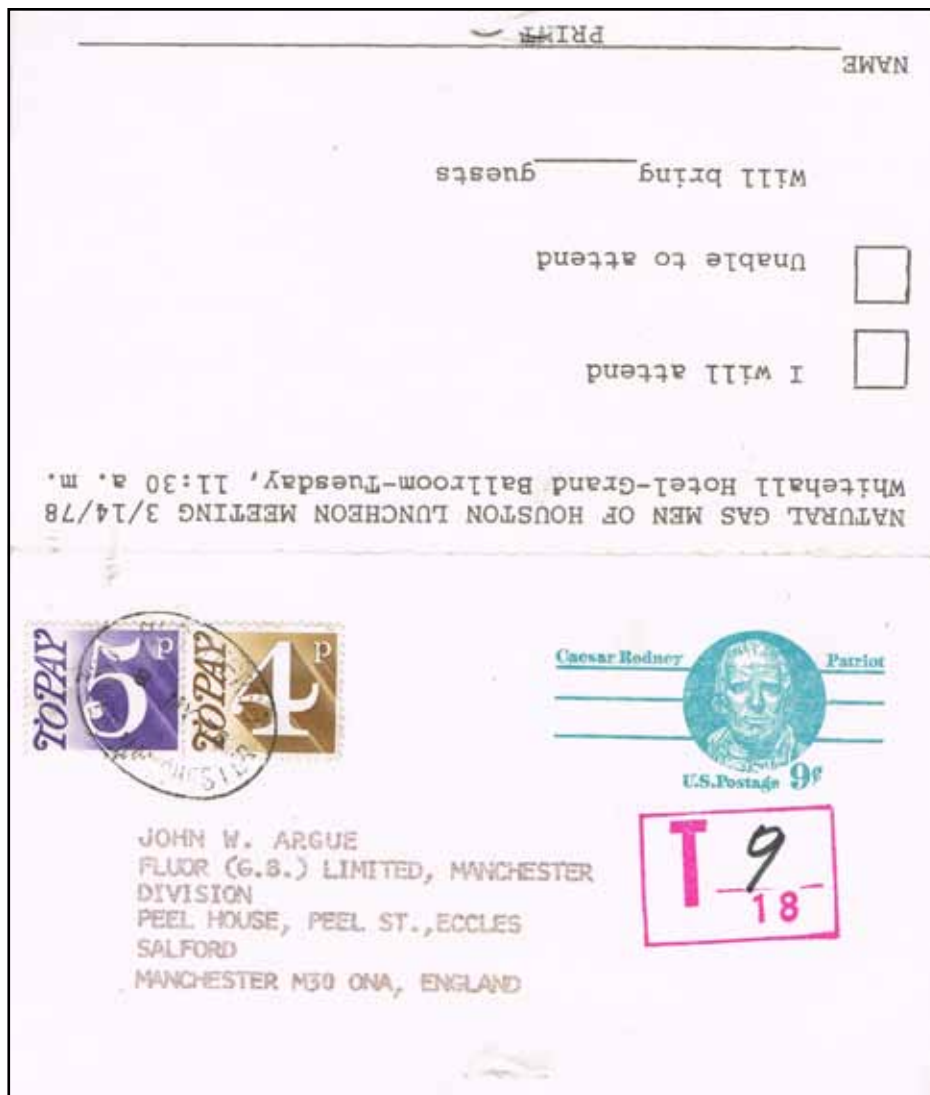 NATURAL GAS MEN OF HOUSTON LUNCHEON MEETING 3/14/78
Whitehall Hotel-Grand Ballroom-Tuesday, 11:30 a. m.
I will attend
Unable to attend
Will bring guests
NAME
PRINT
TO PAY 5p
TO PAY 4p
MANCHESTER
Caesar Rodney Patriot
U.S.Postage 9¢
T 9
18
JOHN W. ARGUE
FLUOR (G.B.) LIMITED, MANCHESTER
DIVISION
PEEL HOUSE, PEEL ST.,ECCLES
SALFORD
MANCHESTER M30 ONA, ENGLAND